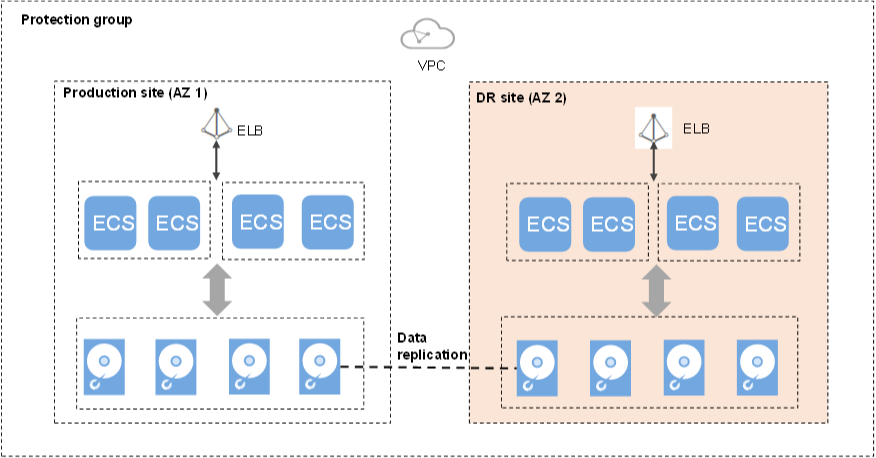 Protection group
VPC
Production site (AZ 1)
ELB
ECS
ECS
ECS
ECS
Data
replication
DR site (AZ 2)
ELB
ECS
ECS
ECS
ECS